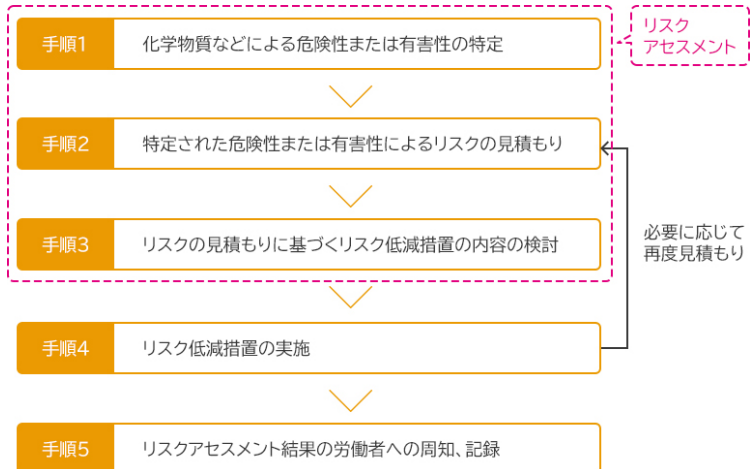 手順1 化学物質などによる危険性または有害性の特定
リスク
アセスメント
手順2 特定された危険性または有害性によるリスクの見積もり
手順3 リスクの見積もりに基づくリスク低減措置の内容の検討
必要に応じて
再度見積もり
手順4 リスク低減措置の実施
手順5 リスクアセスメント結果の労働者への周知、記録